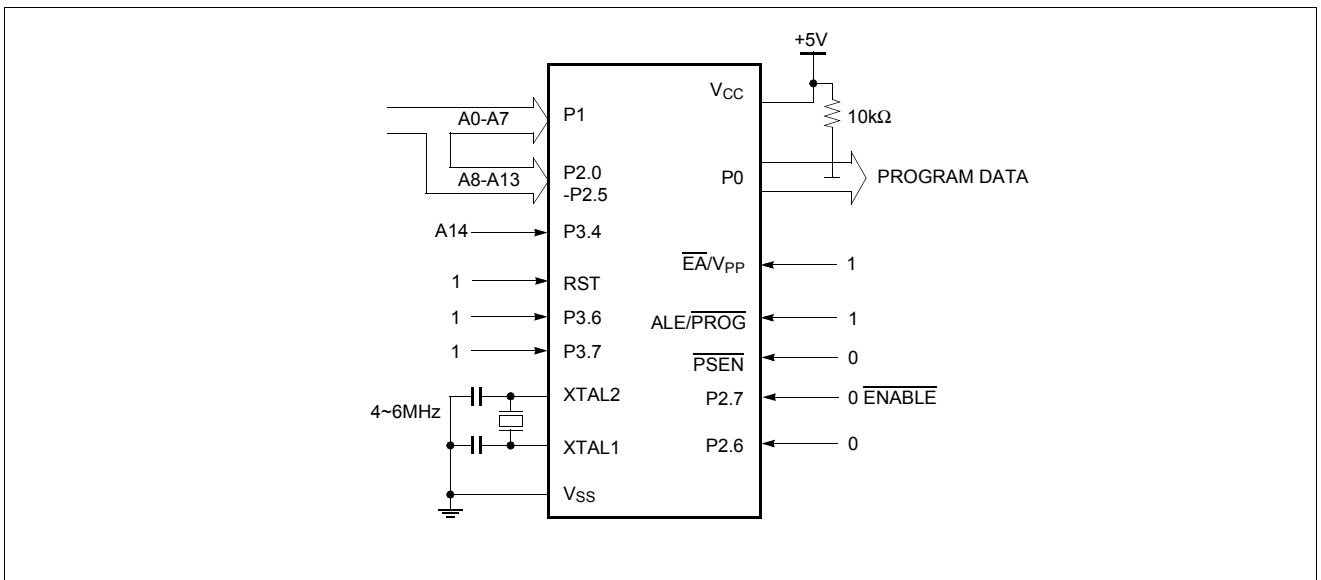 +5V
VCC
10kΩ
A0-A7
P1
A8-A13
P2.0
-P2.5
P0
PROGRAM DATA
A14
P3.4
EA/VPP
1
1
RST
1
P3.6
ALE/PROG
1
1
P3.7
PSEN
0
4~6MHz
XTAL2
P2.7
0 ENABLE
XTAL1
P2.6
0
VSS